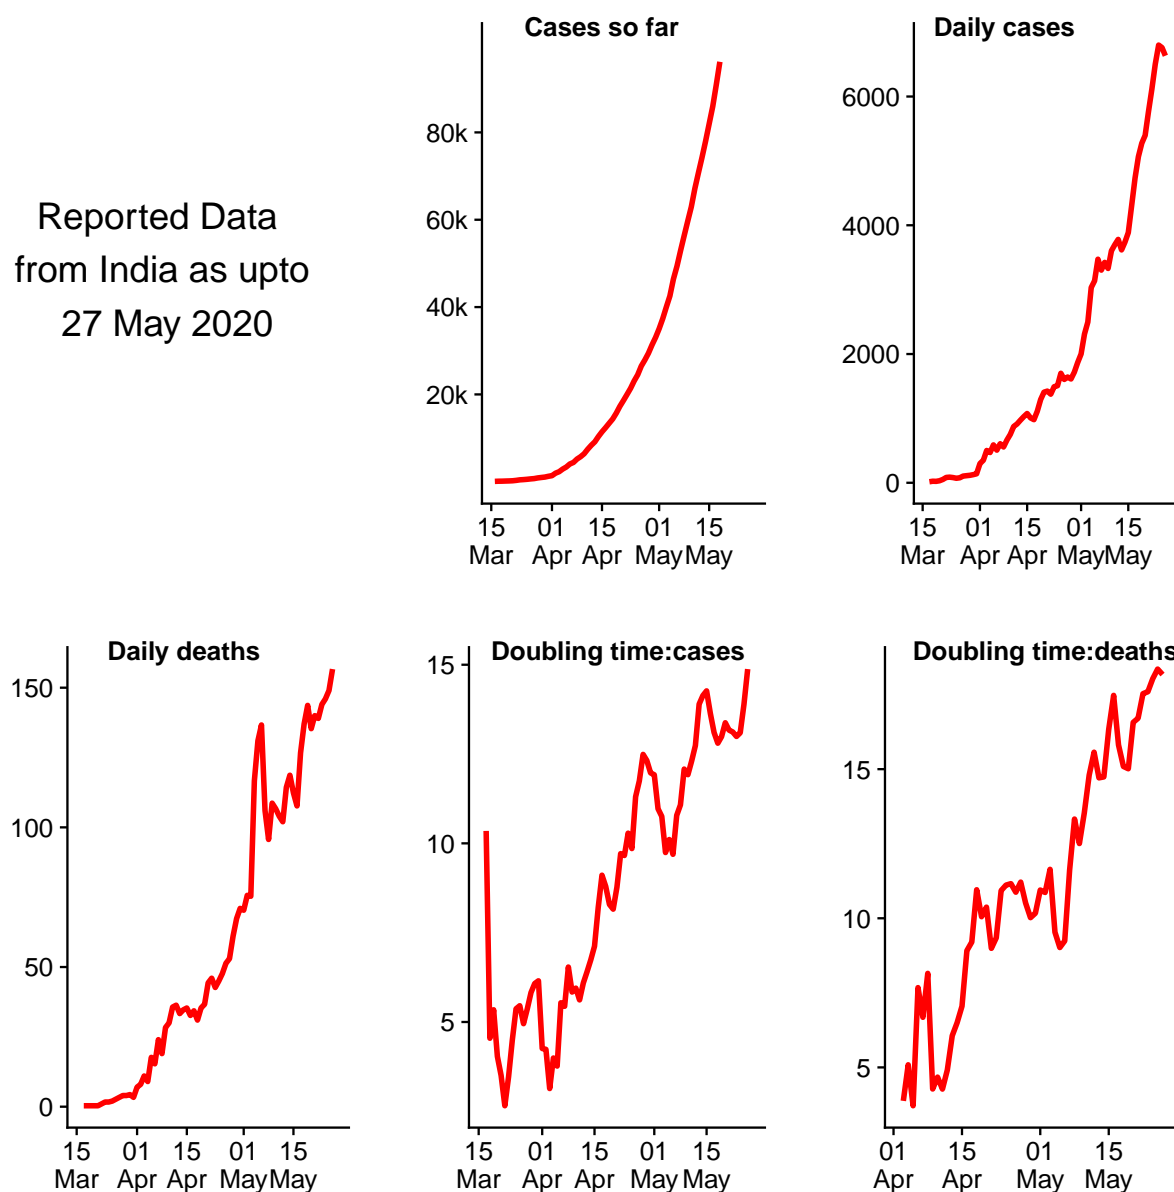 Reported Data
from India as upto
27 May 2020
Cases so far
80k
60k
40k
20k
15 01 15 01 15
Mar Apr Apr May May
Daily cases
6000
4000
2000
0
15 01 15 01 15
Mar Apr Apr May May
Daily deaths
150
100
50
0
15 01 15 01 15
Mar Apr Apr May May
Doubling time:cases
15
10
5
15 01 15 01 15
Mar Apr Apr May May
Doubling time:deaths
15
10
5
01 15 01 15
Apr Apr May May